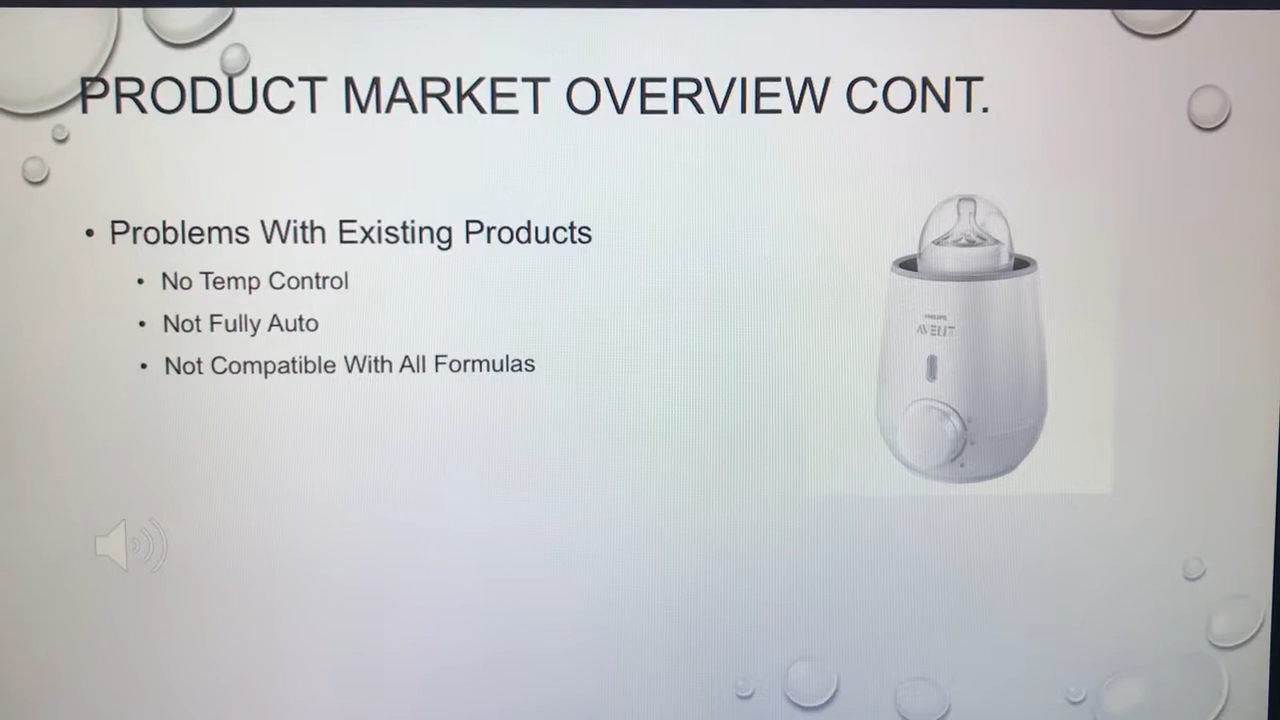 PRODUCT MARKET OVERVIEW CONT.
• Problems With Existing Products
• No Temp Control
• Not Fully Auto
• Not Compatible With All Formulas
PHILIPS
AVENT